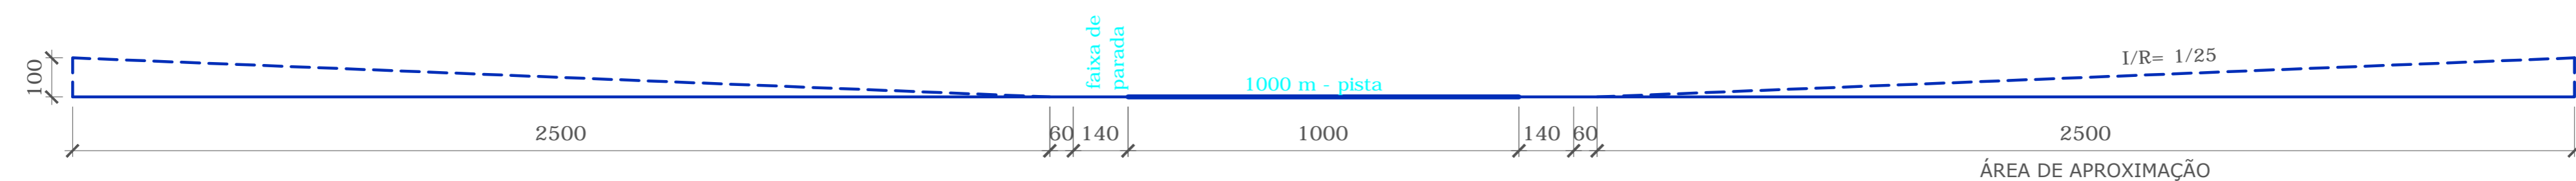 faixa de
parada
100
1000 m - pista
I/R= 1/25
2500
60
140
1000
140
60
2500
ÁREA DE APROXIMAÇÃO